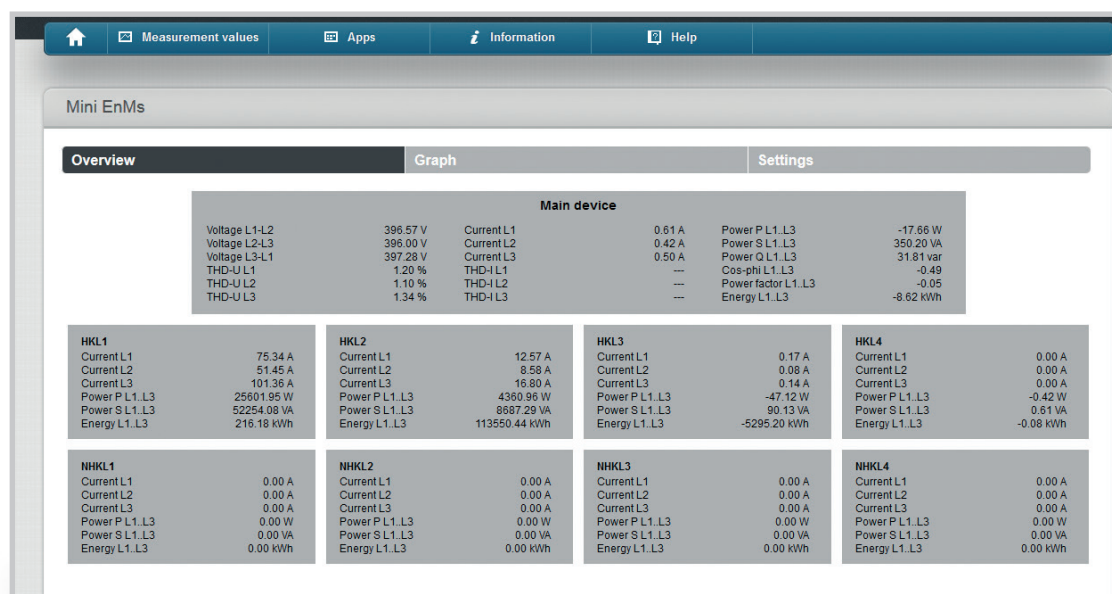 Measurement values Apps Information Help
Mini EnMs
Overview Graph Settings
Main device
Voltage L1-L2 396.57 V Current L1 0.61 A Power P L1..L3 -17.66 W
Voltage L2-L3 396.00 V Current L2 0.42 A Power S L1..L3 350.20 VA
Voltage L3-L1 397.28 V Current L3 0.50 A Power Q L1..L3 31.81 var
THD-U L1 1.20 % THD-I L1 --- Cos-phi L1..L3 -0.49
THD-U L2 1.10 % THD-I L2 --- Power factor L1..L3 -0.05
THD-U L3 1.34 % THD-I L3 --- Energy L1..L3 -8.62 kWh
HKL1 HKL2 HKL3 HKL4
Current L1 75.34 A Current L1 12.57 A Current L1 0.17 A Current L1 0.00 A
Current L2 51.45 A Current L2 8.58 A Current L2 0.08 A Current L2 0.00 A
Current L3 101.36 A Current L3 16.80 A Current L3 0.14 A Current L3 0.00 A
Power P L1..L3 25601.95 W Power P L1..L3 4360.96 W Power P L1..L3 -47.12 W Power P L1..L3 -0.42 W
Power S L1..L3 52254.08 VA Power S L1..L3 8687.29 VA Power S L1..L3 90.13 VA Power S L1..L3 0.61 VA
Energy L1..L3 216.18 kWh Energy L1..L3 113550.44 kWh Energy L1..L3 -5295.20 kWh Energy L1..L3 -0.08 kWh
NHKL1 NHKL2 NHKL3 NHKL4
Current L1 0.00 A Current L1 0.00 A Current L1 0.00 A Current L1 0.00 A
Current L2 0.00 A Current L2 0.00 A Current L2 0.00 A Current L2 0.00 A
Current L3 0.00 A Current L3 0.00 A Current L3 0.00 A Current L3 0.00 A
Power P L1..L3 0.00 W Power P L1..L3 0.00 W Power P L1..L3 0.00 W Power P L1..L3 0.00 W
Power S L1..L3 0.00 VA Power S L1..L3 0.00 VA Power S L1..L3 0.00 VA Power S L1..L3 0.00 VA
Energy L1..L3 0.00 kWh Energy L1..L3 0.00 kWh Energy L1..L3 0.00 kWh Energy L1..L3 0.00 kWh